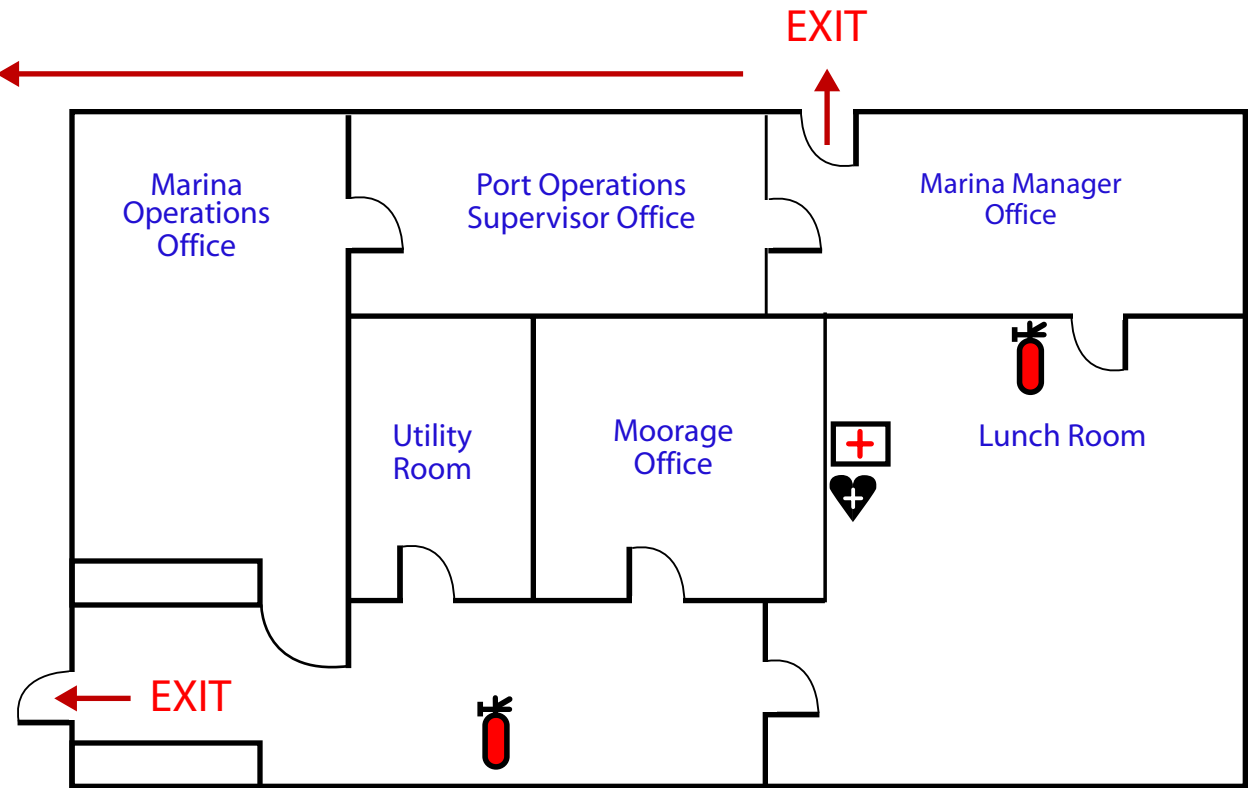 EXIT
Marina
Operations
Office
Port Operations
Supervisor Office
Marina Manager
Office
Utility
Room
Moorage
Office
Lunch Room
EXIT